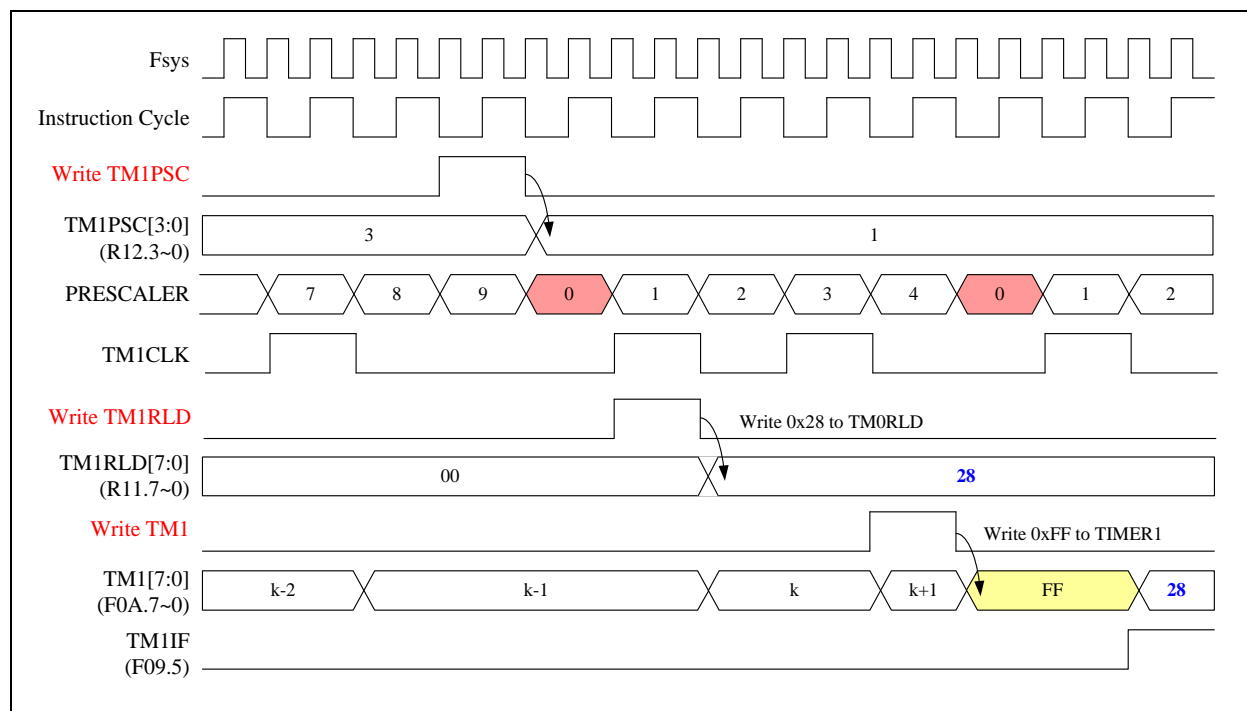 Fsys
Instruction Cycle
Write TM1PSC
TM1PSC[3:0]
(R12.3~0)
3 1
PRESCALER
7 8 9 0 1 2 3 4 0 1 2
TM1CLK
Write TM1RLD
Write 0x28 to TM0RLD
TM1RLD[7:0]
(R11.7~0)
00 28
Write TM1
Write 0xFF to TIMER1
TM1[7:0]
(F0A.7~0)
k-2 k-1 k k+1 FF 28
TM1IF
(F09.5)